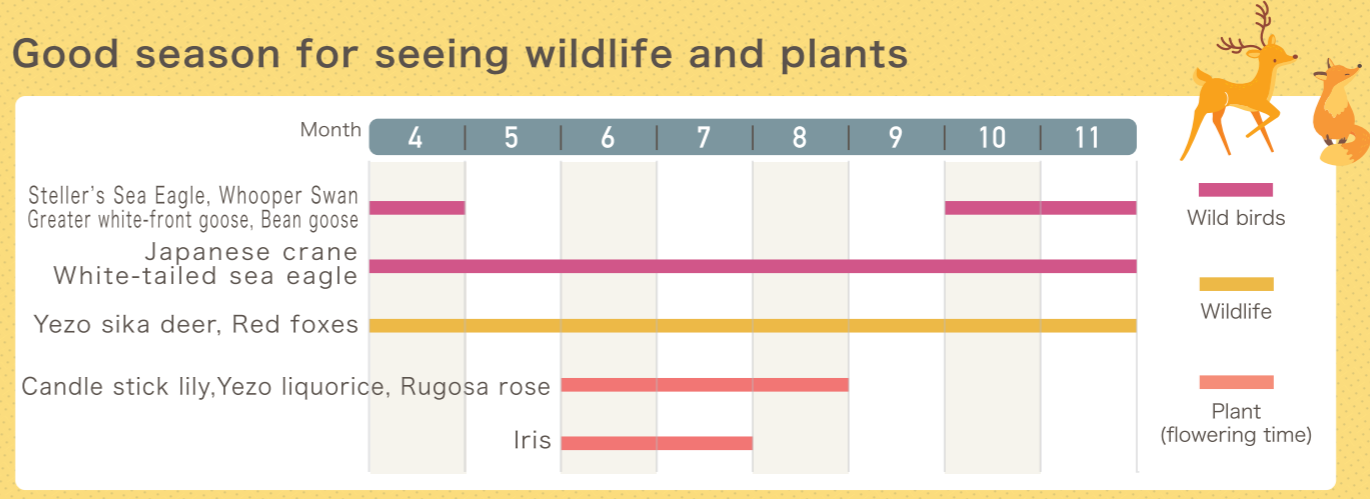 Good season for seeing wildlife and plants
Month 4 5 6 7 8 9 10 11
Steller's Sea Eagle, Whooper Swan
Greater white-front goose, Bean goose
Japanese crane
White-tailed sea eagle
Yezo sika deer, Red foxes
Candle stick lily,Yezo liquorice, Rugosa rose
Iris
Wild birds
Wildlife
Plant
(flowering time)